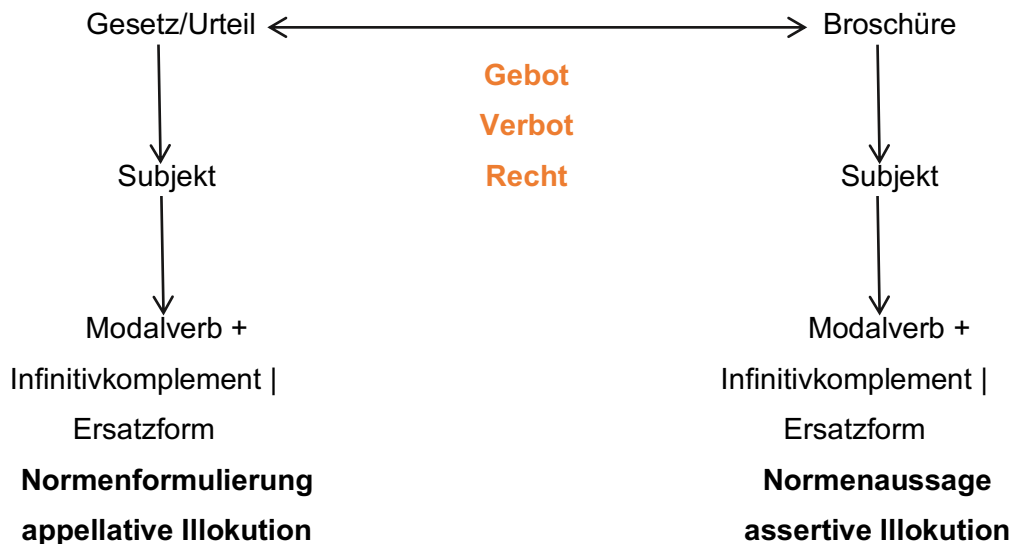 Gesetz/Urteil
Broschüre
Gebot
Verbot
Recht
Subjekt
Subjekt
Modalverb +
Infinitivkomplement |
Ersatzform
Normenformulierung
appellative Illokution
Modalverb +
Infinitivkomplement |
Ersatzform
Normenaussage
assertive Illokution